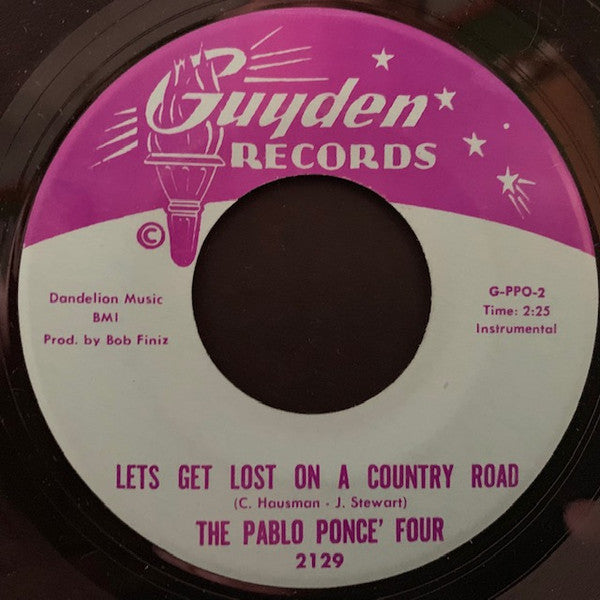 Guyden
RECORDS
©
Dandelion Music
BMI
Prod. by Bob Finiz
G-PPO-2
Time: 2:25
Instrumental
LETS GET LOST ON A COUNTRY ROAD
(C. Hausman - J. Stewart)
THE PABLO PONCE' FOUR
2129